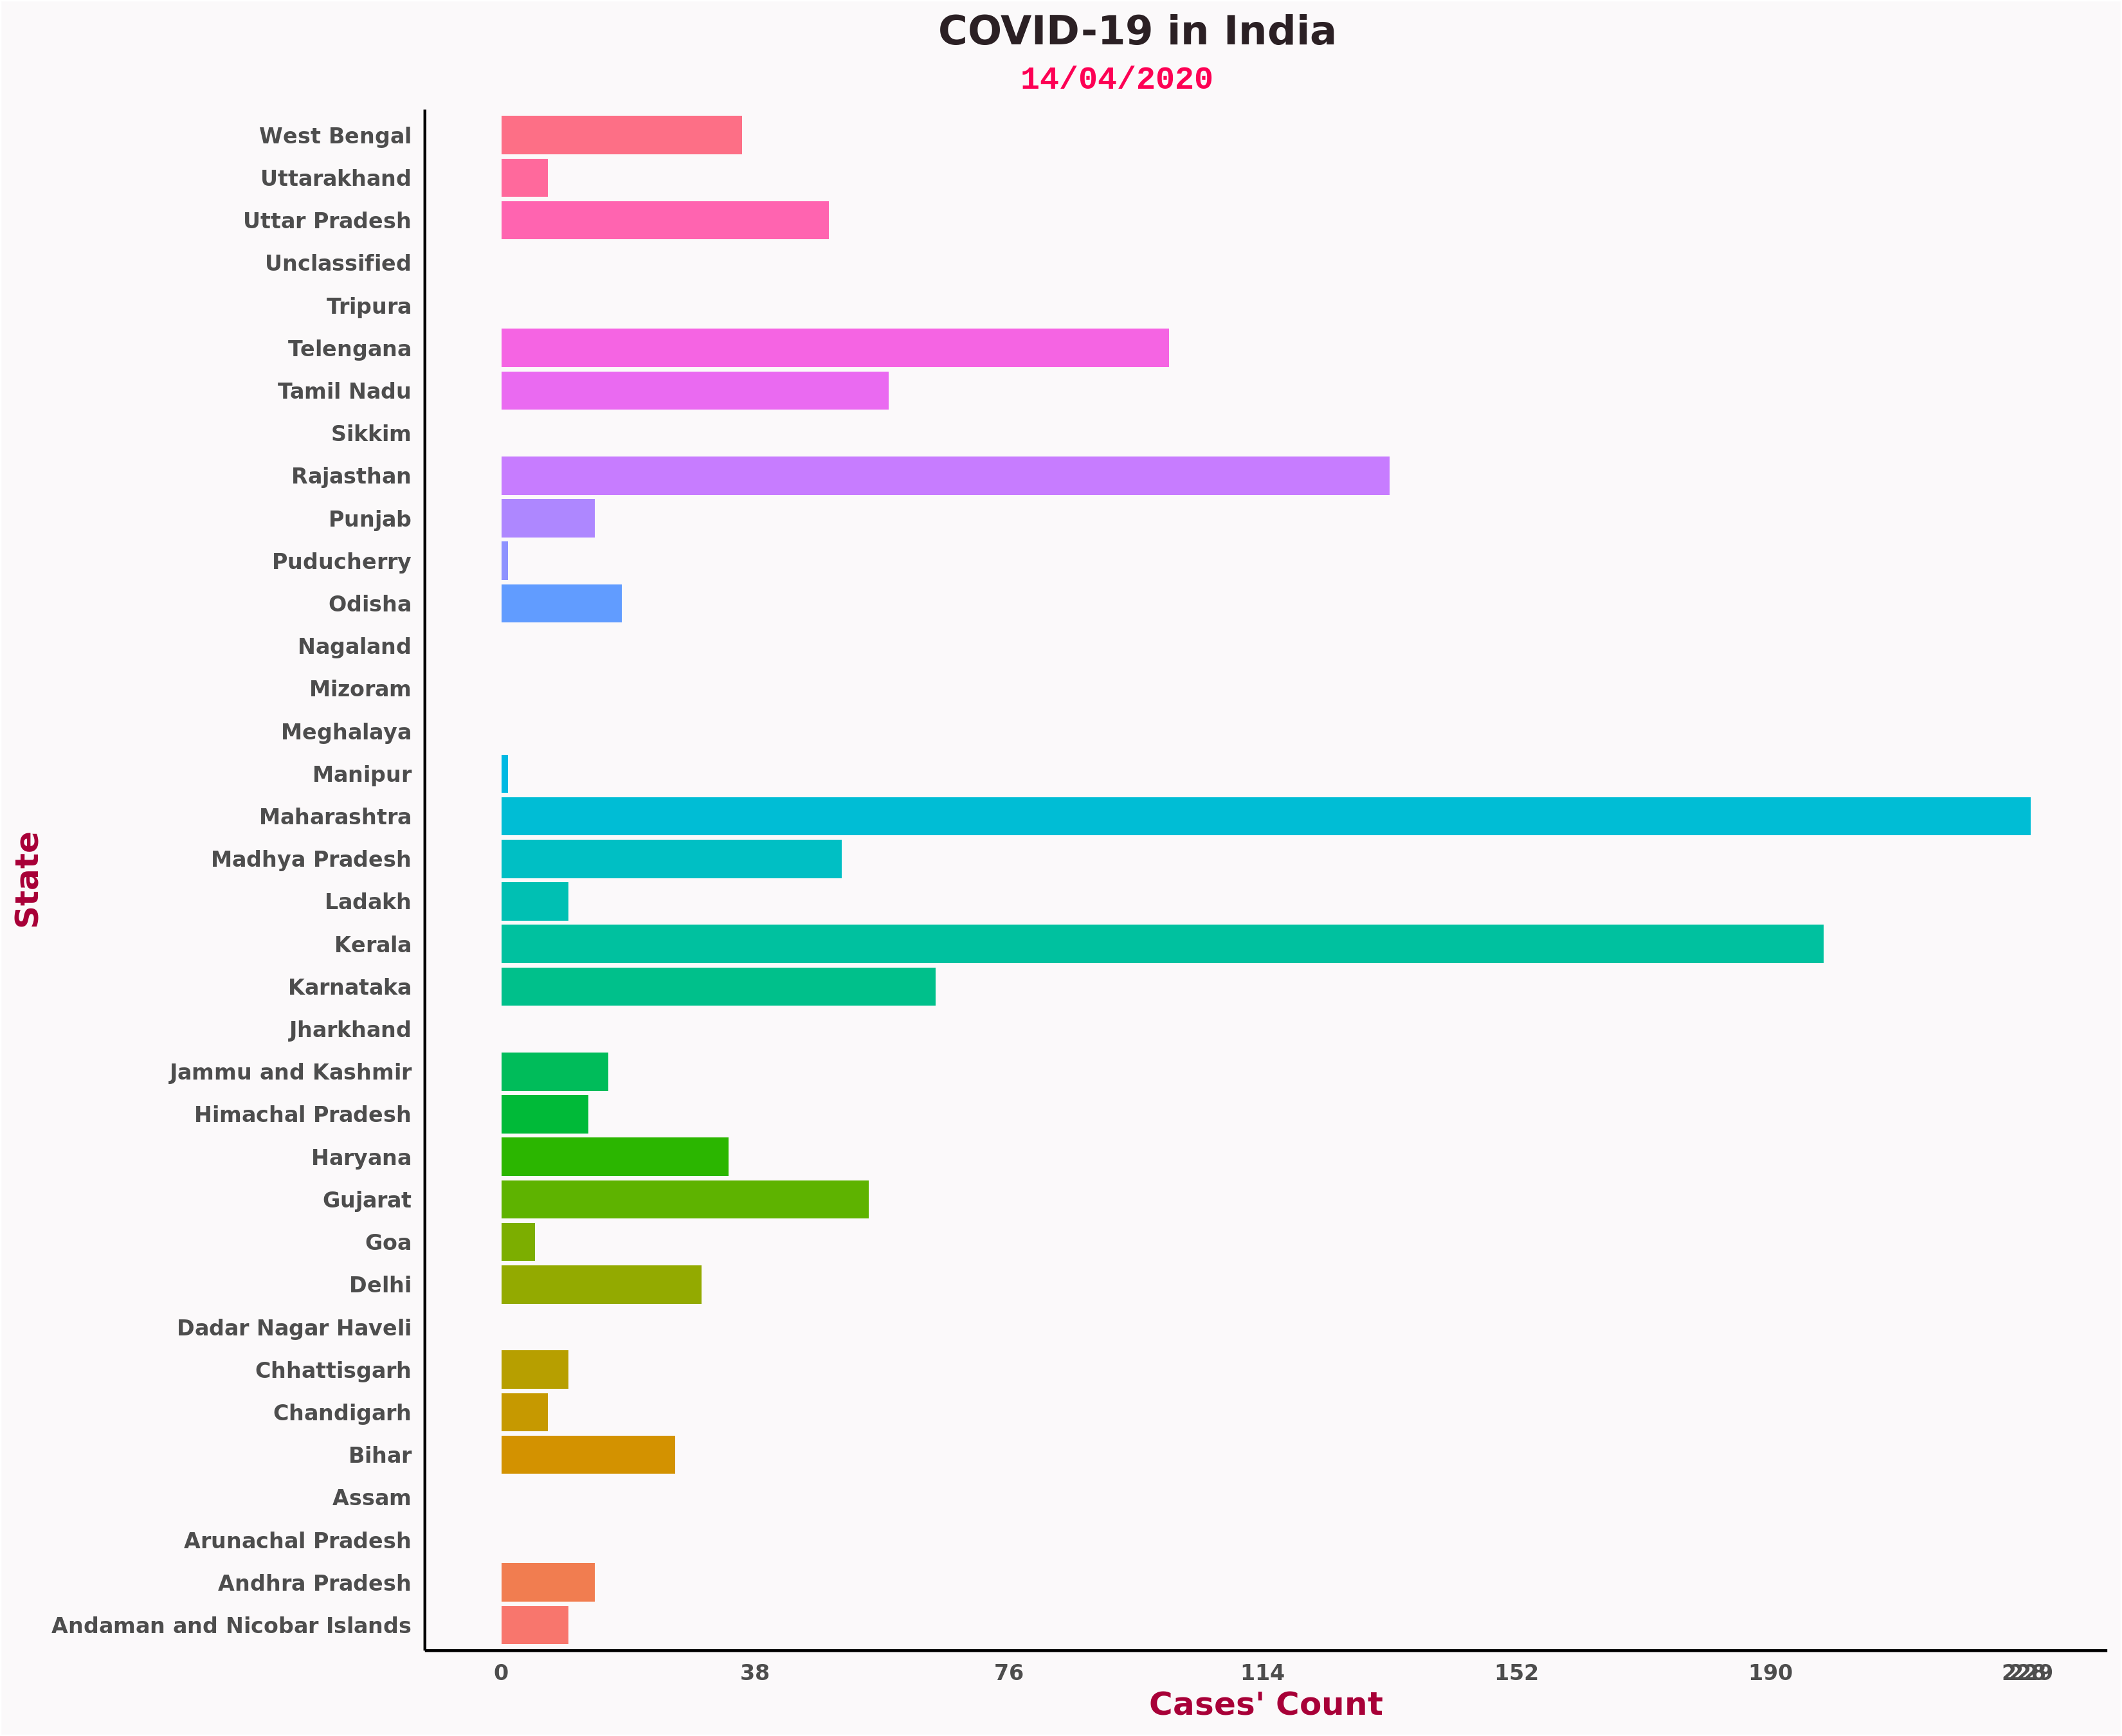 COVID-19 in India
14/04/2020
West Bengal
Uttarakhand
Uttar Pradesh
Unclassified
Tripura
Telengana
Tamil Nadu
Sikkim
Rajasthan
Punjab
Puducherry
Odisha
Nagaland
Mizoram
Meghalaya
Manipur
Maharashtra
Madhya Pradesh
Ladakh
Kerala
Karnataka
Jharkhand
Jammu and Kashmir
Himachal Pradesh
Haryana
Gujarat
Goa
Delhi
Dadar Nagar Haveli
Chhattisgarh
Chandigarh
Bihar
Assam
Arunachal Pradesh
Andhra Pradesh
Andaman and Nicobar Islands
State
0 38 76 114 152 190 228 229
Cases' Count